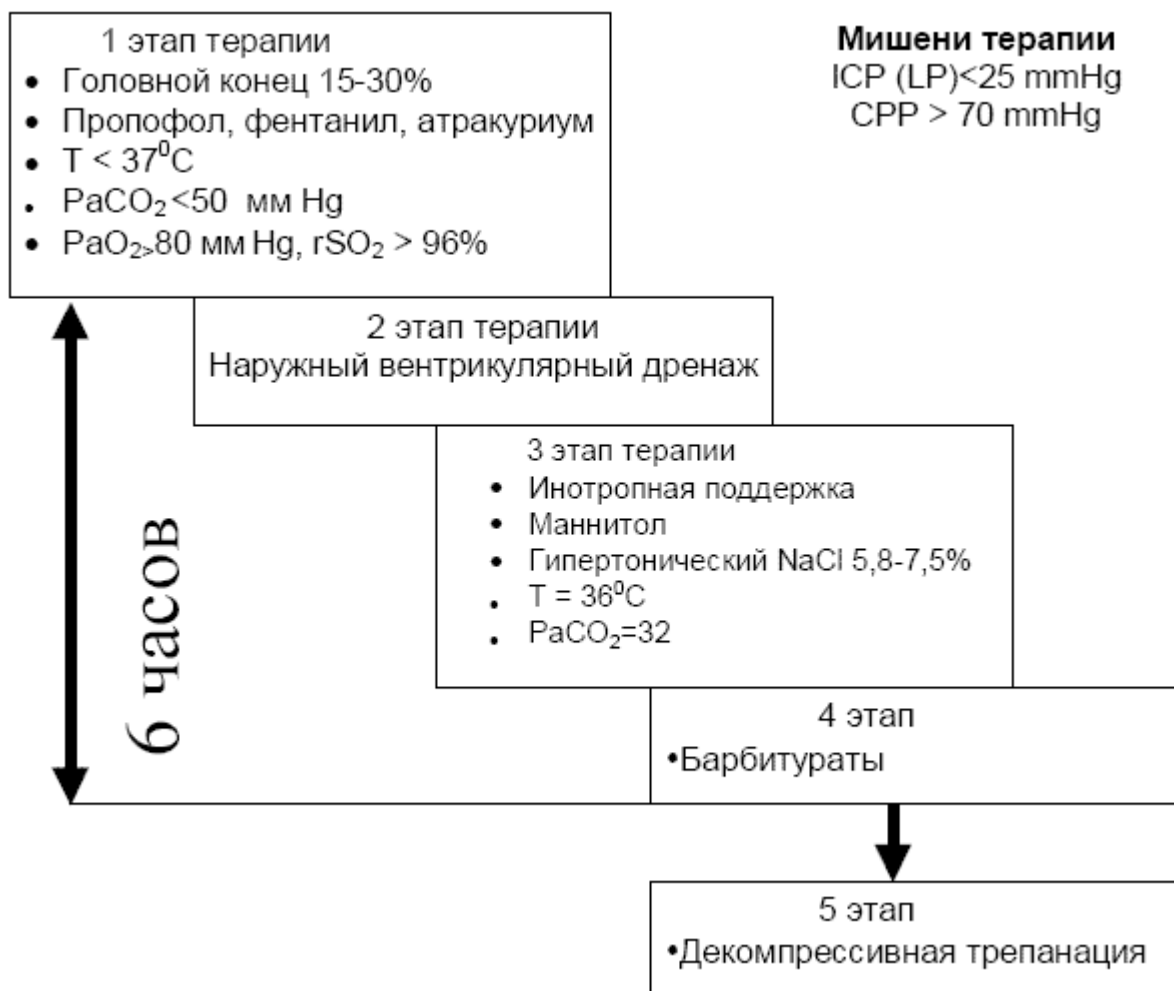 1 этап терапии
• Головной конец 15-30%
• Пропофол, фентанил, атракуриум
• T < 37⁰C
• PaCO₂ <50 мм Hg
• PaO₂>80 мм Hg, rSO₂ > 96%
Мишени терапии
ICP (LP)<25 mmHg
CPP > 70 mmHg
2 этап терапии
Наружный вентрикулярный дренаж
3 этап терапии
• Инотропная поддержка
• Маннитол
• Гипертонический NaCl 5,8-7,5%
• T = 36⁰C
• PaCO₂=32
6 часов
4 этап
•Барбитураты
5 этап
•Декомпрессивная трепанация